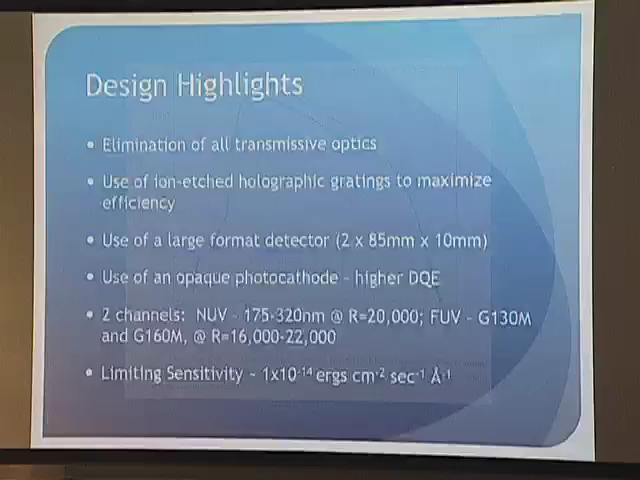 Design Highlights
• Elimination of all transmissive optics
• Use of ion-etched holographic gratings to maximize
efficiency
• Use of a large format detector (2 x 85mm x 10mm)
• Use of an opaque photocathode - higher DQE
• 2 channels: NUV - 175-320nm @ R=20,000; FUV - G130M
and G160M, @ R=16,000-22,000
• Limiting Sensitivity ~ 1x10⁻¹⁴ ergs cm⁻² sec⁻¹ Å⁻¹